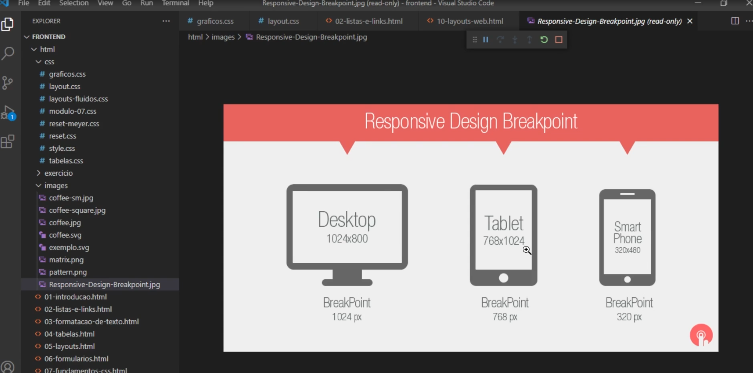 File Edit Selection View Go Run Terminal Help
Responsive-Design-Breakpoint.jpg (read-only) - frontend - Visual Studio Code
EXPLORER
FRONTEND
html
css
graficos.css
layout.css
layouts-fluidos.css
modulo-07.css
reset-meyer.css
reset.css
style.css
tabelas.css
exercicio
images
coffee-sm.jpg
coffee-square.jpg
coffee.jpg
coffee.svg
exemplo.svg
matrix.png
pattern.png
Responsive-Design-Breakpoint.jpg
01-introducao.html
02-listas-e-links.html
03-formatacao-de-texto.html
04-tabelas.html
05-layouts.html
06-formularios.html
07-fundamentos-css.html
1
graficos.css
layout.css
02-listas-e-links.html
10-layouts-web.html
Responsive-Design-Breakpoint.jpg (read-only)
html > images > Responsive-Design-Breakpoint.jpg
Responsive Design Breakpoint
Desktop
1024x800
BreakPoint
1024 px
Tablet
768x1024
BreakPoint
768 px
Smart
Phone
320x480
BreakPoint
320 px